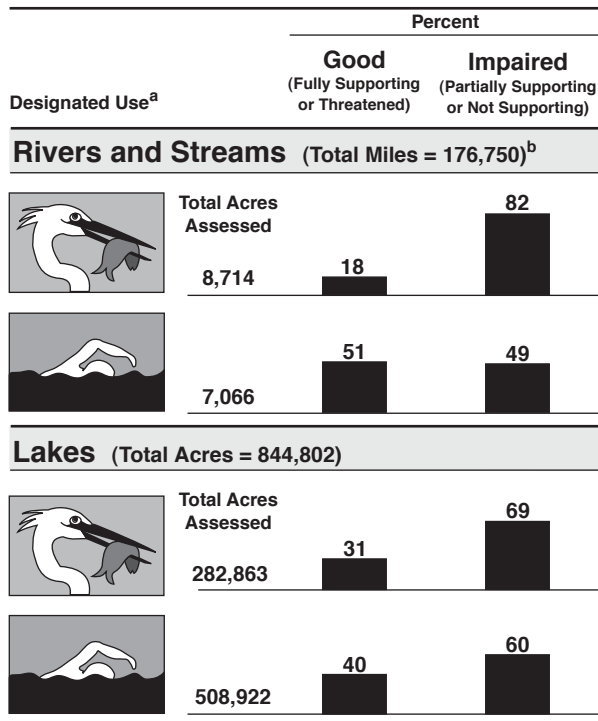 Percent
Designated Use^a
Good
(Fully Supporting
or Threatened)
Impaired
(Partially Supporting
or Not Supporting)
Rivers and Streams (Total Miles = 176,750)^b
Total Acres
Assessed
8,714
18
82
7,066
51
49
Lakes (Total Acres = 844,802)
Total Acres
Assessed
282,863
31
69
508,922
40
60